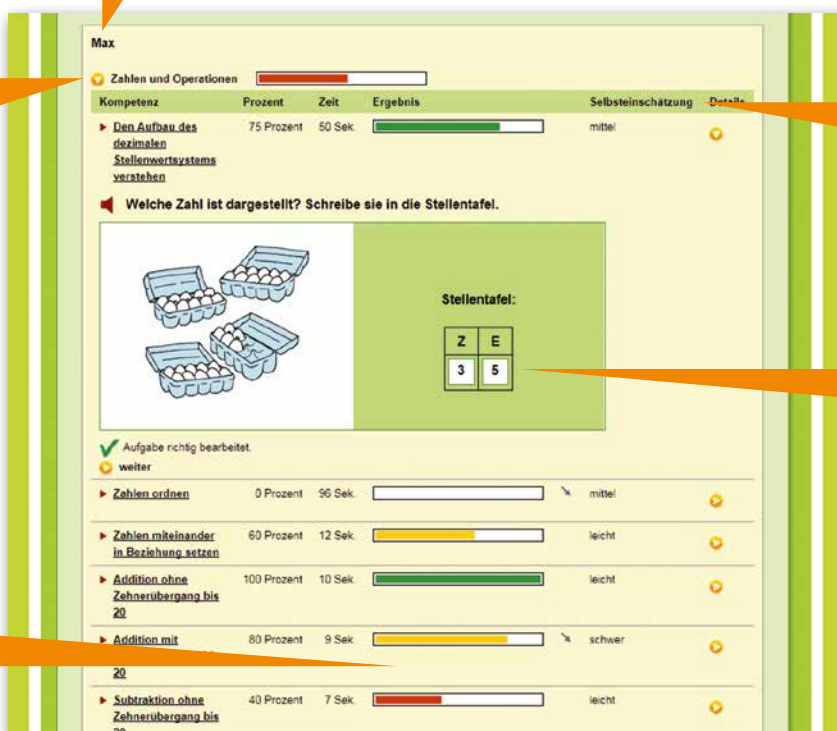 Max
Zahlen und Operationen
Kompetenz Prozent Zeit Ergebnis Selbsteinschätzung Details
Den Aufbau des 75 Prozent 50 Sek. mittel
dezimalen
Stellenwertsystems
verstehen
Welche Zahl ist dargestellt? Schreibe sie in die Stellentafel.
Stellentafel:
Z E
3 5
Aufgabe richtig bearbeitet.
weiter
Zahlen ordnen 0 Prozent 96 Sek. mittel
Zahlen miteinander 60 Prozent 12 Sek. leicht
in Beziehung setzen
Addition ohne 100 Prozent 10 Sek. leicht
Zehnerübergang bis
20
Addition mit 80 Prozent 9 Sek. schwer
20
Subtraktion ohne 40 Prozent 7 Sek. leicht
Zehnerübergang bis